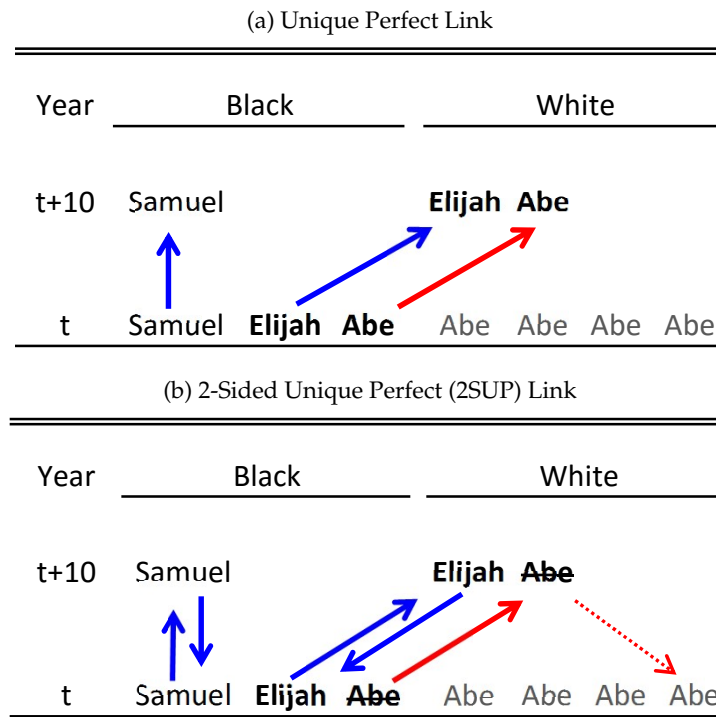 (a) Unique Perfect Link
Year Black White
t+10 Samuel Elijah Abe
t Samuel Elijah Abe Abe Abe Abe Abe
(b) 2-Sided Unique Perfect (2SUP) Link
Year Black White
t+10 Samuel Elijah Abe
t Samuel Elijah Abe Abe Abe Abe Abe